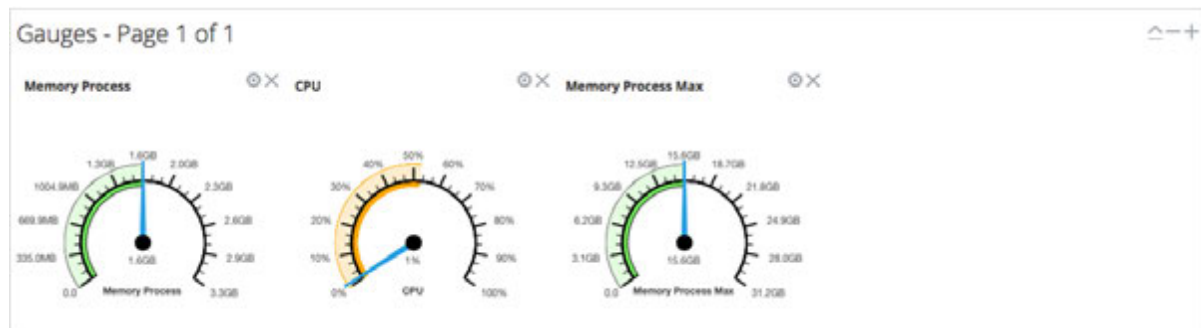 Gauges - Page 1 of 1
Memory Process
CPU
Memory Process Max
0.0
335.0MB
669.9MB
1004.9MB
1.3GB
1.6GB
2.0GB
2.3GB
2.6GB
2.9GB
3.3GB
1.6GB
Memory Process
0%
10%
20%
30%
40%
50%
60%
70%
80%
90%
100%
1%
CPU
0.0
3.1GB
6.2GB
9.3GB
12.5GB
15.6GB
18.7GB
21.8GB
24.9GB
28.0GB
31.2GB
15.6GB
Memory Process Max